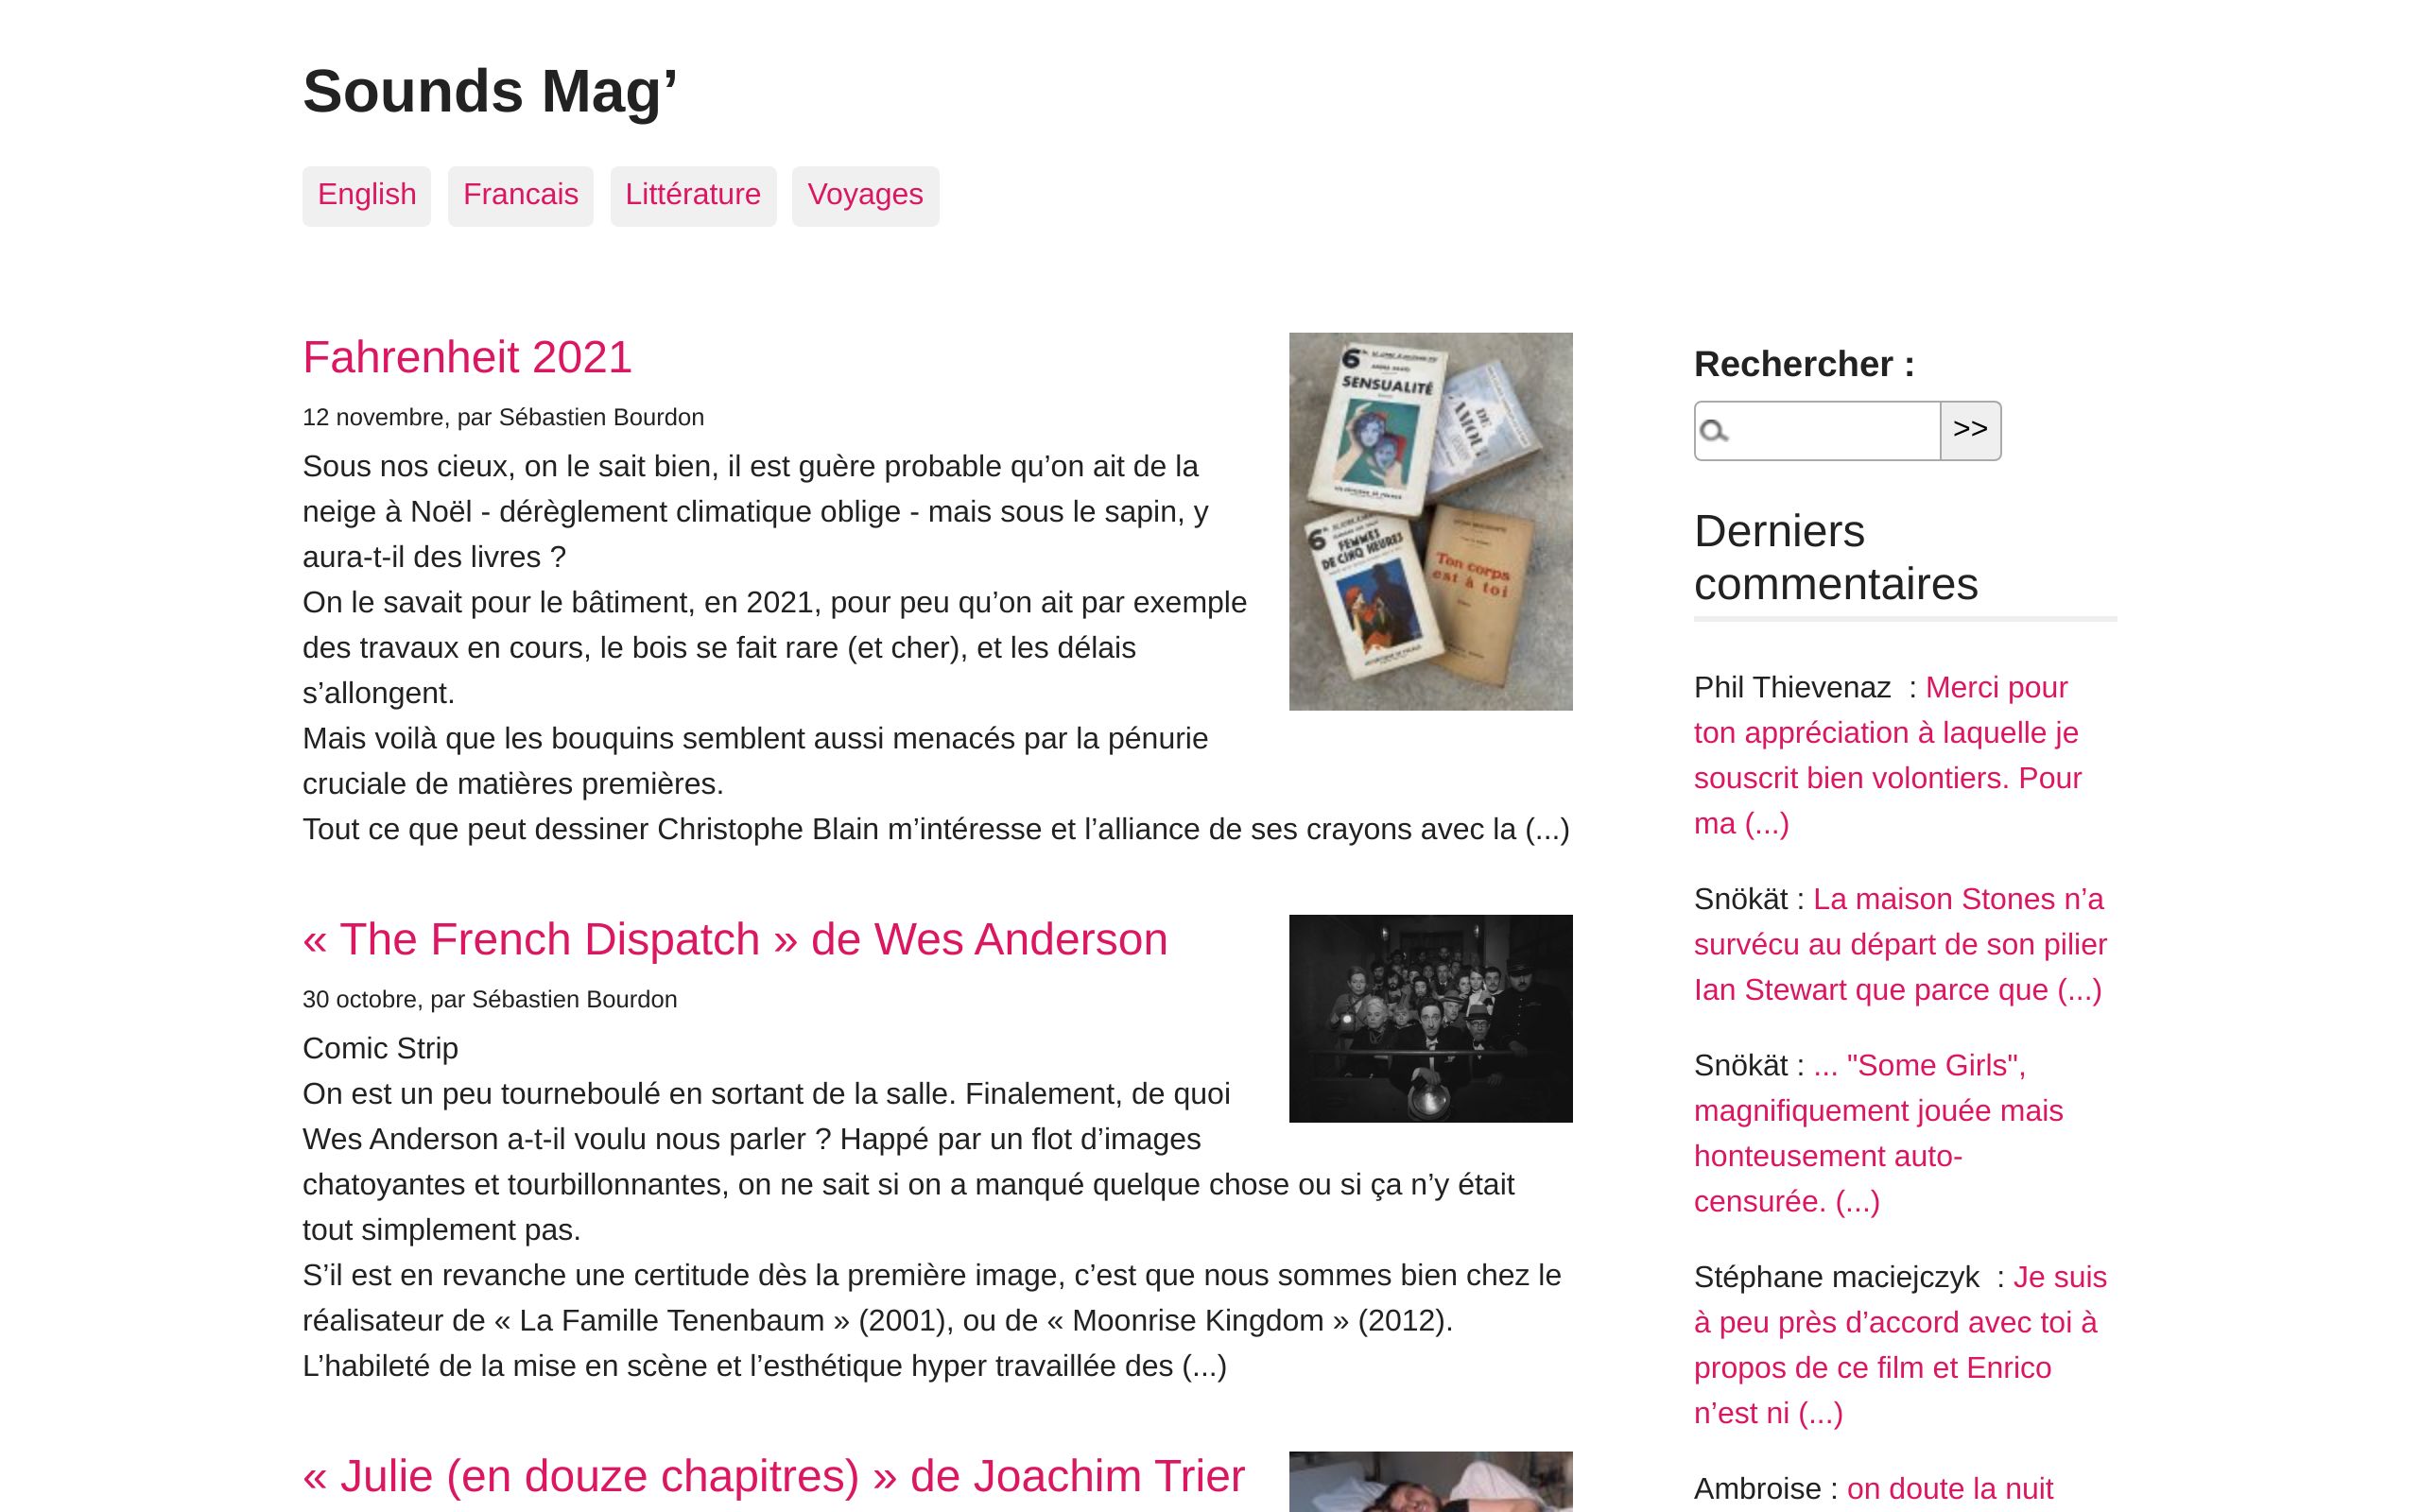 Sounds Mag’
English Francais Littérature Voyages
Fahrenheit 2021
12 novembre, par Sébastien Bourdon
Sous nos cieux, on le sait bien, il est guère probable qu’on ait de la
neige à Noël - dérèglement climatique oblige - mais sous le sapin, y
aura-t-il des livres ?
On le savait pour le bâtiment, en 2021, pour peu qu’on ait par exemple
des travaux en cours, le bois se fait rare (et cher), et les délais
s’allongent.
Mais voilà que les bouquins semblent aussi menacés par la pénurie
cruciale de matières premières.
Tout ce que peut dessiner Christophe Blain m’intéresse et l’alliance de ses crayons avec la (...)
SENSUALITÉ
DE
L'AMOUR
FEMMES
DE CINQ HEURES
Ton corps
est à toi
« The French Dispatch » de Wes Anderson
30 octobre, par Sébastien Bourdon
Comic Strip
On est un peu tourneboulé en sortant de la salle. Finalement, de quoi
Wes Anderson a-t-il voulu nous parler ? Happé par un flot d’images
chatoyantes et tourbillonnantes, on ne sait si on a manqué quelque chose ou si ça n’y était
tout simplement pas.
S’il est en revanche une certitude dès la première image, c’est que nous sommes bien chez le
réalisateur de « La Famille Tenenbaum » (2001), ou de « Moonrise Kingdom » (2012).
L’habileté de la mise en scène et l’esthétique hyper travaillée des (...)
« Julie (en douze chapitres) » de Joachim Trier
Rechercher :
>>
Derniers
commentaires
Phil Thievenaz  : Merci pour
ton appréciation à laquelle je
souscrit bien volontiers. Pour
ma (...)
Snökät : La maison Stones n’a
survécu au départ de son pilier
Ian Stewart que parce que (...)
Snökät : ... "Some Girls",
magnifiquement jouée mais
honteusement auto-
censurée. (...)
Stéphane maciejczyk  : Je suis
à peu près d’accord avec toi à
propos de ce film et Enrico
n’est ni (...)
Ambroise : on doute la nuit